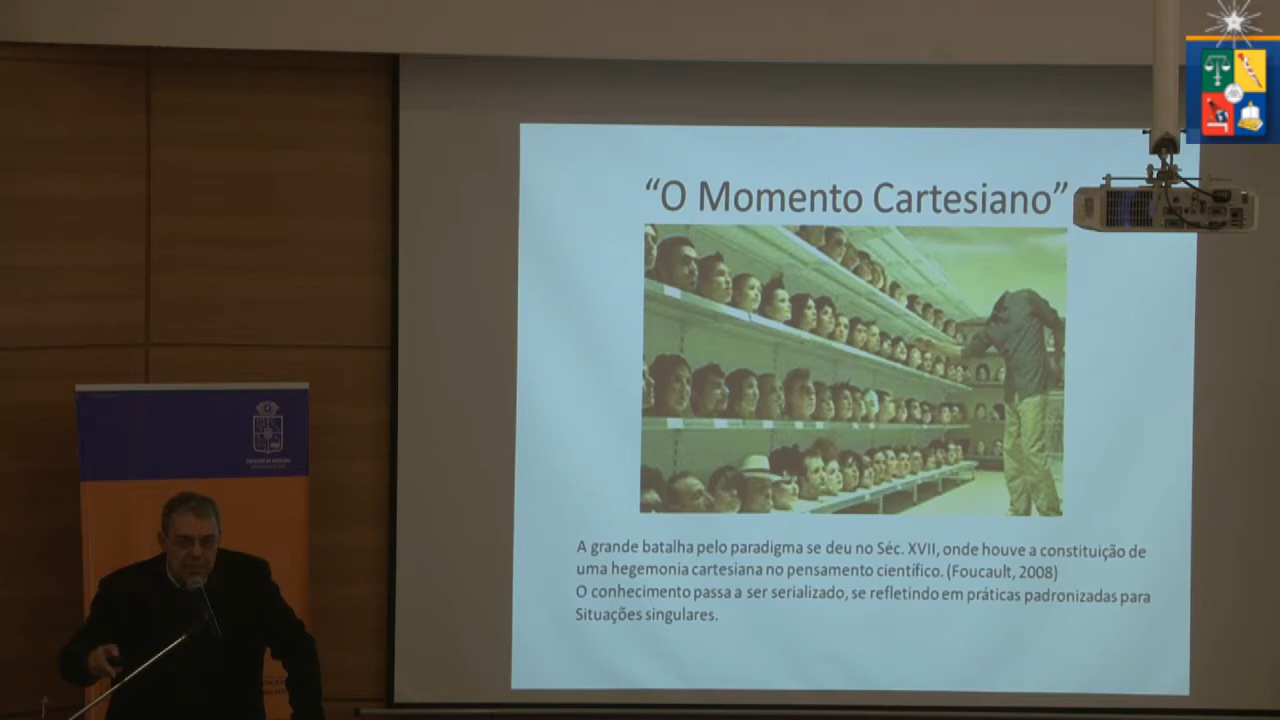 “O Momento Cartesiano”
A grande batalha pelo paradigma se deu no Séc. XVII, onde houve a constituição de
uma hegemonia cartesiana no pensamento científico. (Foucault, 2008)
O conhecimento passa a ser serializado, se refletindo em práticas padronizadas para
Situações singulares.